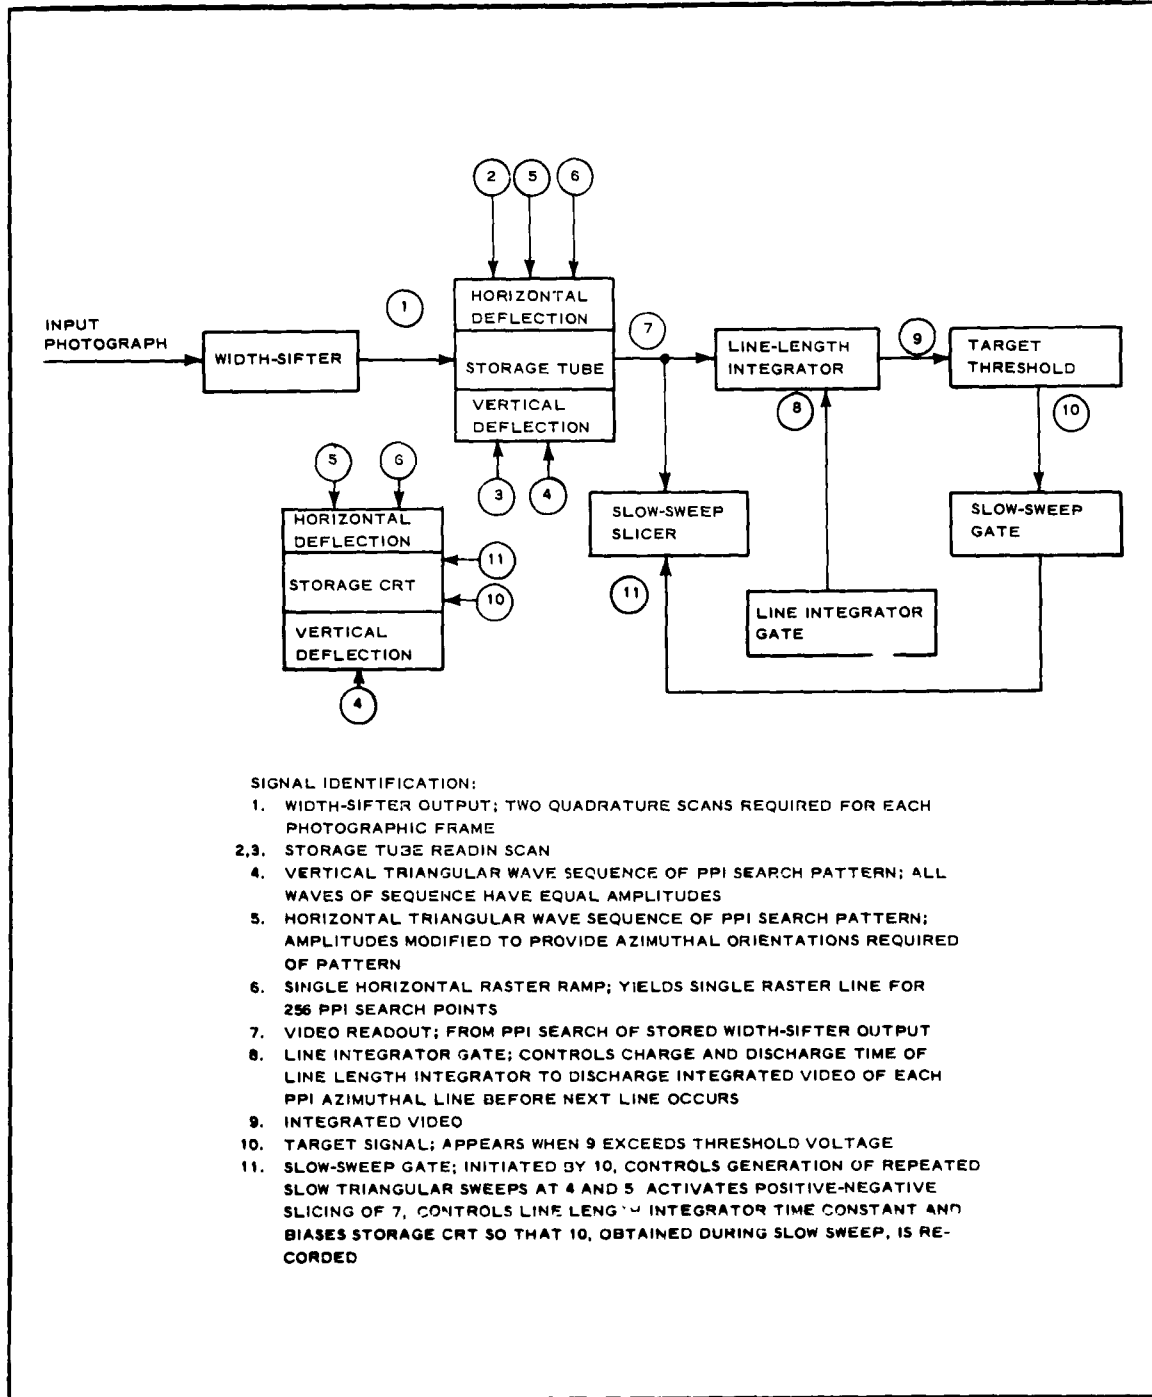 2
5
6
1
HORIZONTAL
DEFLECTION
7
9
INPUT
PHOTOGRAPH
WIDTH-SIFTER
STORAGE TUBE
LINE-LENGTH
INTEGRATOR
TARGET
THRESHOLD
VERTICAL
DEFLECTION
8
10
5
6
3
4
HORIZONTAL
DEFLECTION
SLOW-SWEEP
SLICER
SLOW-SWEEP
GATE
11
STORAGE CRT
10
11
LINE INTEGRATOR
GATE
VERTICAL
DEFLECTION
4
SIGNAL IDENTIFICATION:
1. WIDTH-SIFTER OUTPUT; TWO QUADRATURE SCANS REQUIRED FOR EACH
PHOTOGRAPHIC FRAME
2,3. STORAGE TUBE READIN SCAN
4. VERTICAL TRIANGULAR WAVE SEQUENCE OF PPI SEARCH PATTERN; ALL
WAVES OF SEQUENCE HAVE EQUAL AMPLITUDES
5. HORIZONTAL TRIANGULAR WAVE SEQUENCE OF PPI SEARCH PATTERN;
AMPLITUDES MODIFIED TO PROVIDE AZIMUTHAL ORIENTATIONS REQUIRED
OF PATTERN
6. SINGLE HORIZONTAL RASTER RAMP; YIELDS SINGLE RASTER LINE FOR
256 PPI SEARCH POINTS
7. VIDEO READOUT; FROM PPI SEARCH OF STORED WIDTH-SIFTER OUTPUT
8. LINE INTEGRATOR GATE; CONTROLS CHARGE AND DISCHARGE TIME OF
LINE LENGTH INTEGRATOR TO DISCHARGE INTEGRATED VIDEO OF EACH
PPI AZIMUTHAL LINE BEFORE NEXT LINE OCCURS
9. INTEGRATED VIDEO
10. TARGET SIGNAL; APPEARS WHEN 9 EXCEEDS THRESHOLD VOLTAGE
11. SLOW-SWEEP GATE; INITIATED BY 10, CONTROLS GENERATION OF REPEATED
SLOW TRIANGULAR SWEEPS AT 4 AND 5 ACTIVATES POSITIVE-NEGATIVE
SLICING OF 7, CONTROLS LINE LENGTH INTEGRATOR TIME CONSTANT AND
BIASES STORAGE CRT SO THAT 10, OBTAINED DURING SLOW SWEEP, IS RE-
CORDED